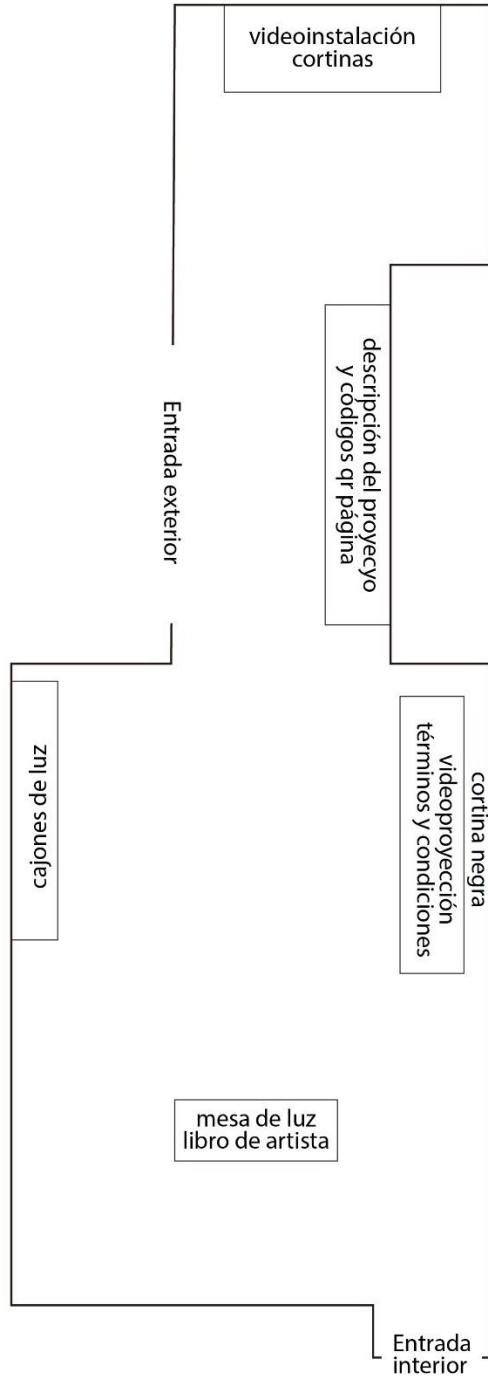 videoinstalación
cortinas
descripción del proyecyo
y códigos qr página
Entrada exterior
cajones de luz
cortina negra
videoproyección
términos y condiciones
mesa de luz
libro de artista
Entrada
interior